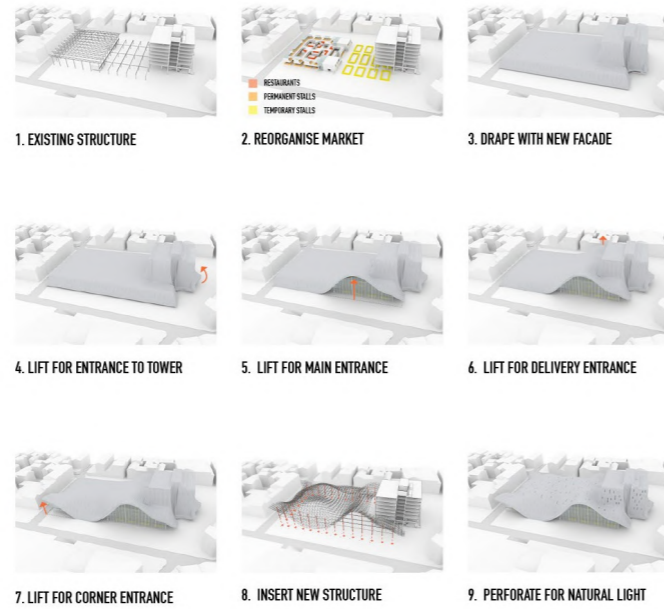 RESTAURANTS
PERMANENT STALLS
TEMPORARY STALLS
1. EXISTING STRUCTURE
2. REORGANISE MARKET
3. DRAPE WITH NEW FACADE
4. LIFT FOR ENTRANCE TO TOWER
5. LIFT FOR MAIN ENTRANCE
6. LIFT FOR DELIVERY ENTRANCE
7. LIFT FOR CORNER ENTRANCE
8. INSERT NEW STRUCTURE
9. PERFORATE FOR NATURAL LIGHT